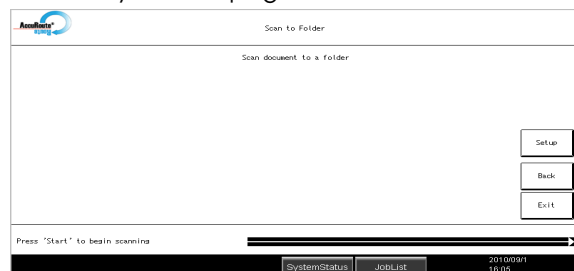 AccuRoute
Scan to Folder
Scan document to a folder
Setup
Back
Exit
Press 'Start' to begin scanning
SystemStatus JobList 2010/09/1
16:05